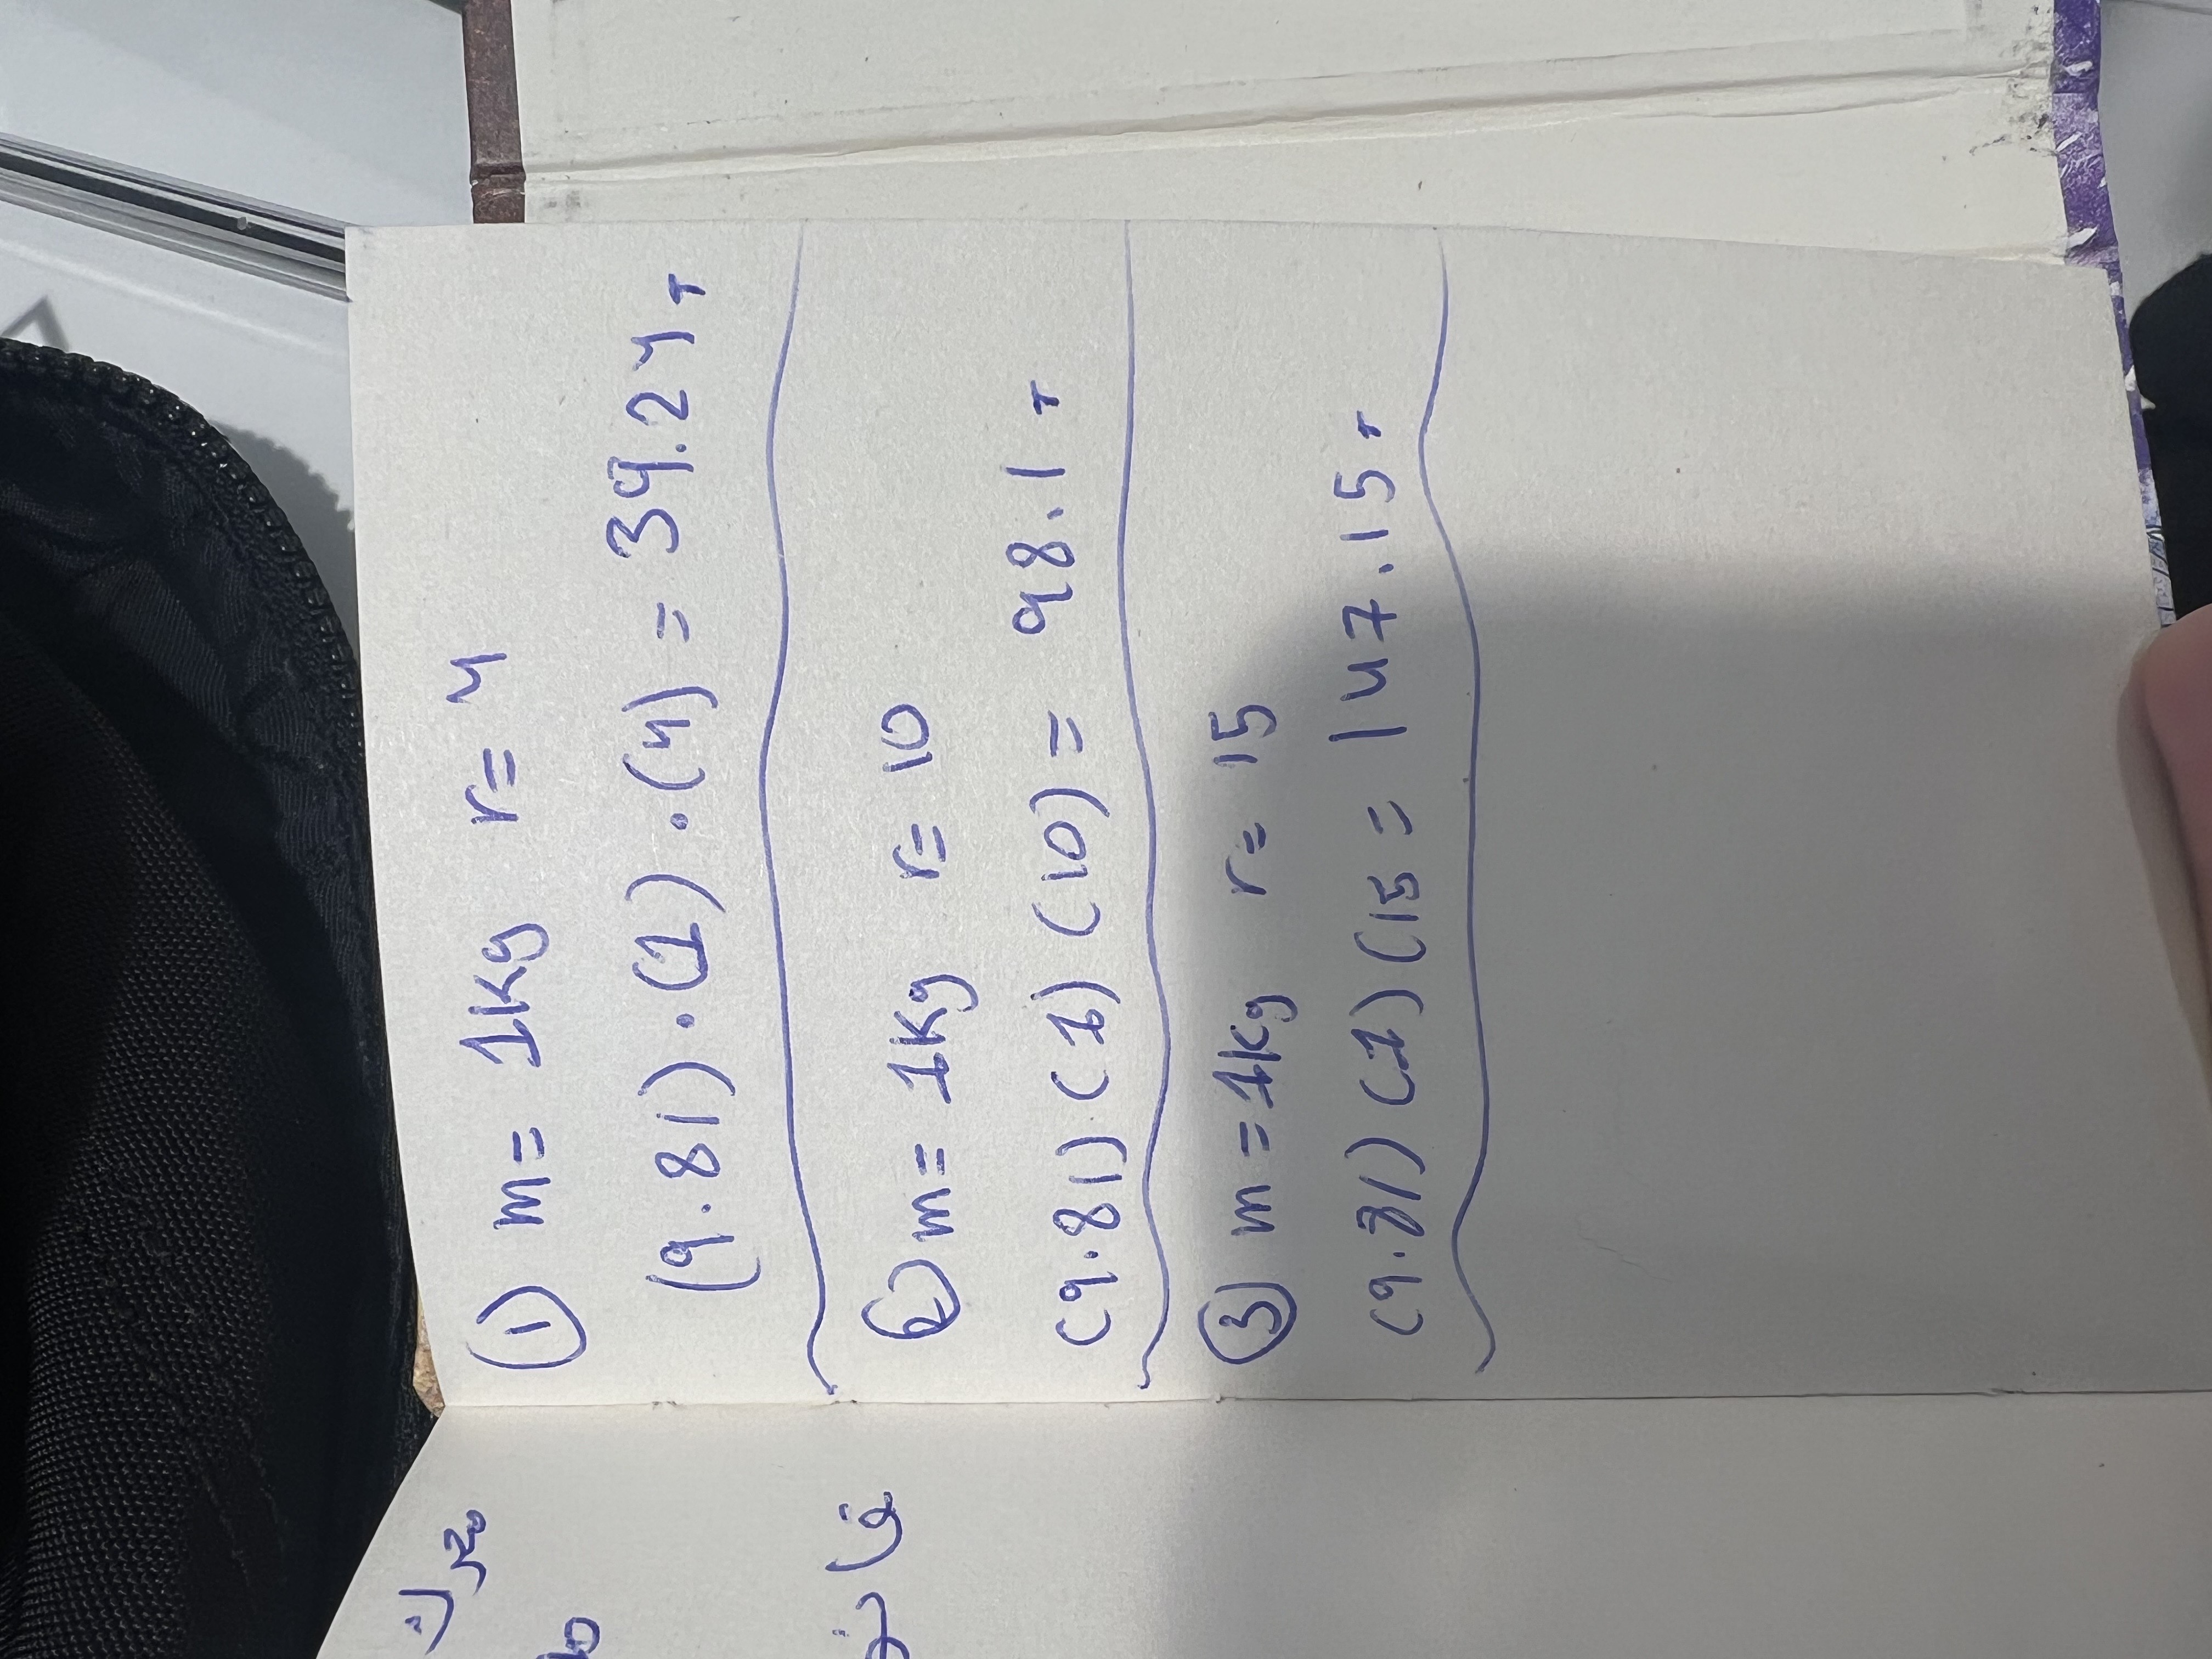 محرك
① m= 1kg r= 4
(9.81).(1).(4) = 39.24 T
② m= 1kg r= 10
(9.81) (1) (10) = 98.1 T
③ m = 1kg r= 15
(9.81) (1) (15 = 147.15 T